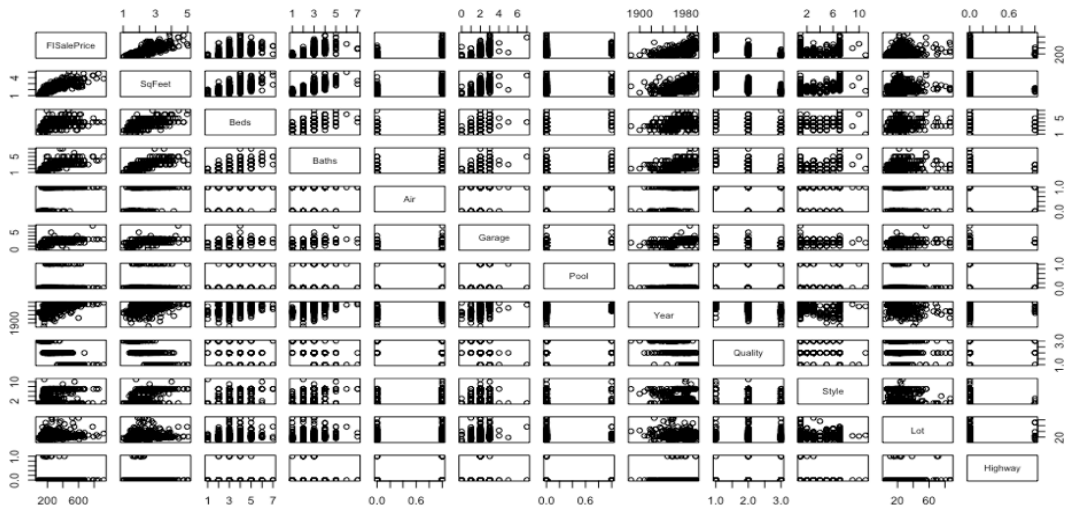 1 3 5 1 3 5 7 0 2 4 6 1900 1980 2 6 10 0.0 0.6
FlSalePrice 200
1 4 SqFeet
Beds 1 5
1 5 Baths
Air 0.0 1.0
0 5 Garage
Pool 0.0 1.0
1900 Year
Quality 1.0 3.0
2 10 Style
Lot 20
0.0 1.0 Highway
200 600 1 3 5 7 0.0 0.6 0.0 0.6 1.0 2.0 3.0 20 60